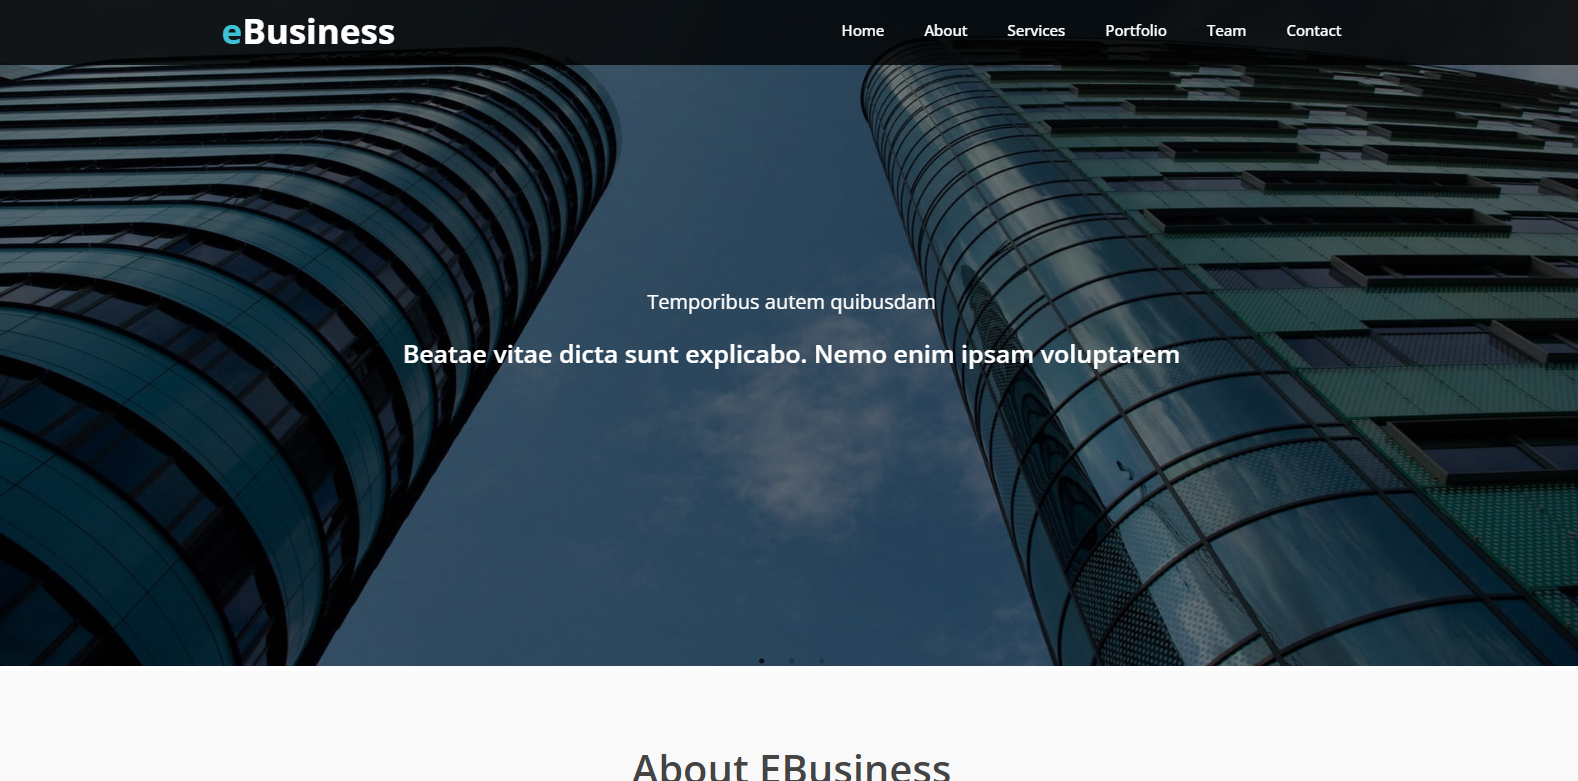 eBusiness
Home About Services Portfolio Team Contact
Temporibus autem quibusdam
Beatae vitae dicta sunt explicabo. Nemo enim ipsam voluptatem
About EBusiness